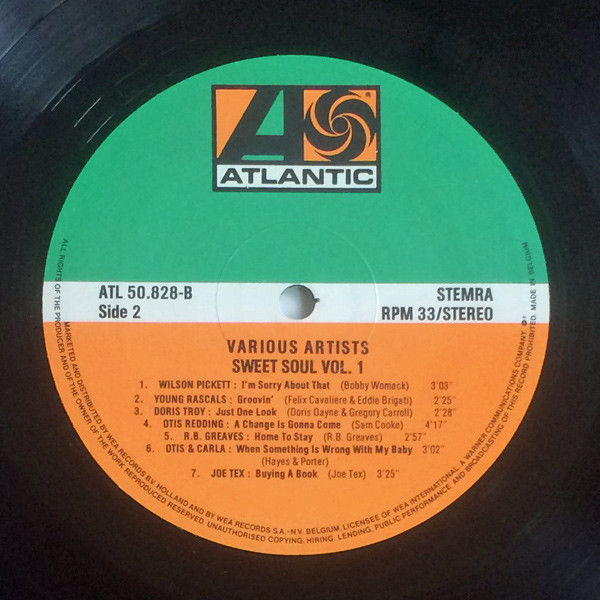 ATLANTIC
®
ATL 50.828-B
Side 2
STEMRA
RPM 33/STEREO
VARIOUS ARTISTS
SWEET SOUL VOL. 1
1. WILSON PICKETT : I'm Sorry About That (Bobby Womack) 3'03"
2. YOUNG RASCALS : Groovin' (Felix Cavaliere & Eddie Brigati) 2'25"
3. DORIS TROY : Just One Look (Doris Dayne & Gregory Carroll) 2'28"
4. OTIS REDDING : A Change Is Gonna Come (Sam Cooke) 4'17"
5. R.B. GREAVES : Home To Stay (R.B. Greaves) 2'57"
6. OTIS & CARLA : When Something Is Wrong With My Baby 3'02"
(Hayes & Porter)
7. JOE TEX : Buying A Book (Joe Tex) 3'25"
ALL RIGHTS OF THE PRODUCER AND OF THE OWNER OF THE WORK REPRODUCED RESERVED. UNAUTHORISED COPYING, HIRING, LENDING, PUBLIC PERFORMANCE AND BROADCASTING OF THIS RECORD PROHIBITED. MADE IN BELGIUM
MARKETED AND DISTRIBUTED BY WEA RECORDS B.V. HOLLAND AND BY WEA RECORDS S.A.-N.V. BELGIUM, LICENSEE OF WEA INTERNATIONAL, A WARNER COMMUNICATIONS COMPANY